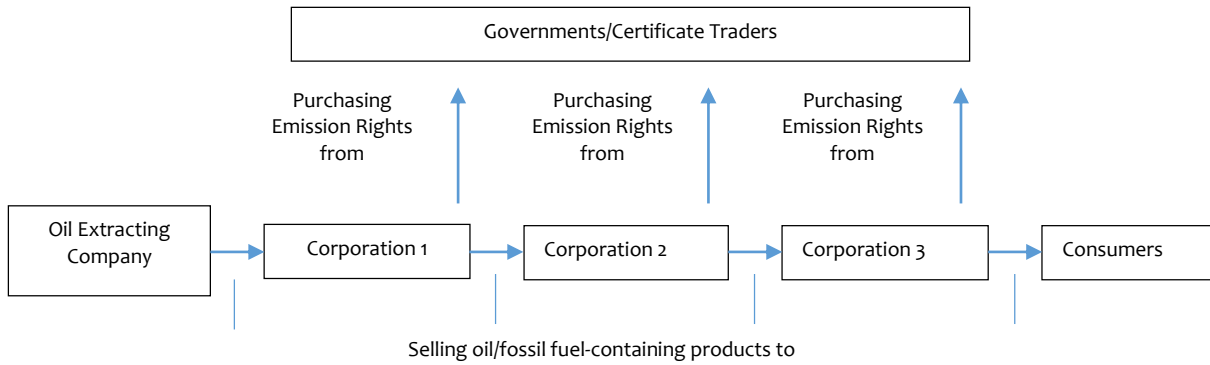 Governments/Certificate Traders
Purchasing
Emission Rights
from
Purchasing
Emission Rights
from
Purchasing
Emission Rights
from
Oil Extracting
Company
Corporation 1
Corporation 2
Corporation 3
Consumers
Selling oil/fossil fuel-containing products to